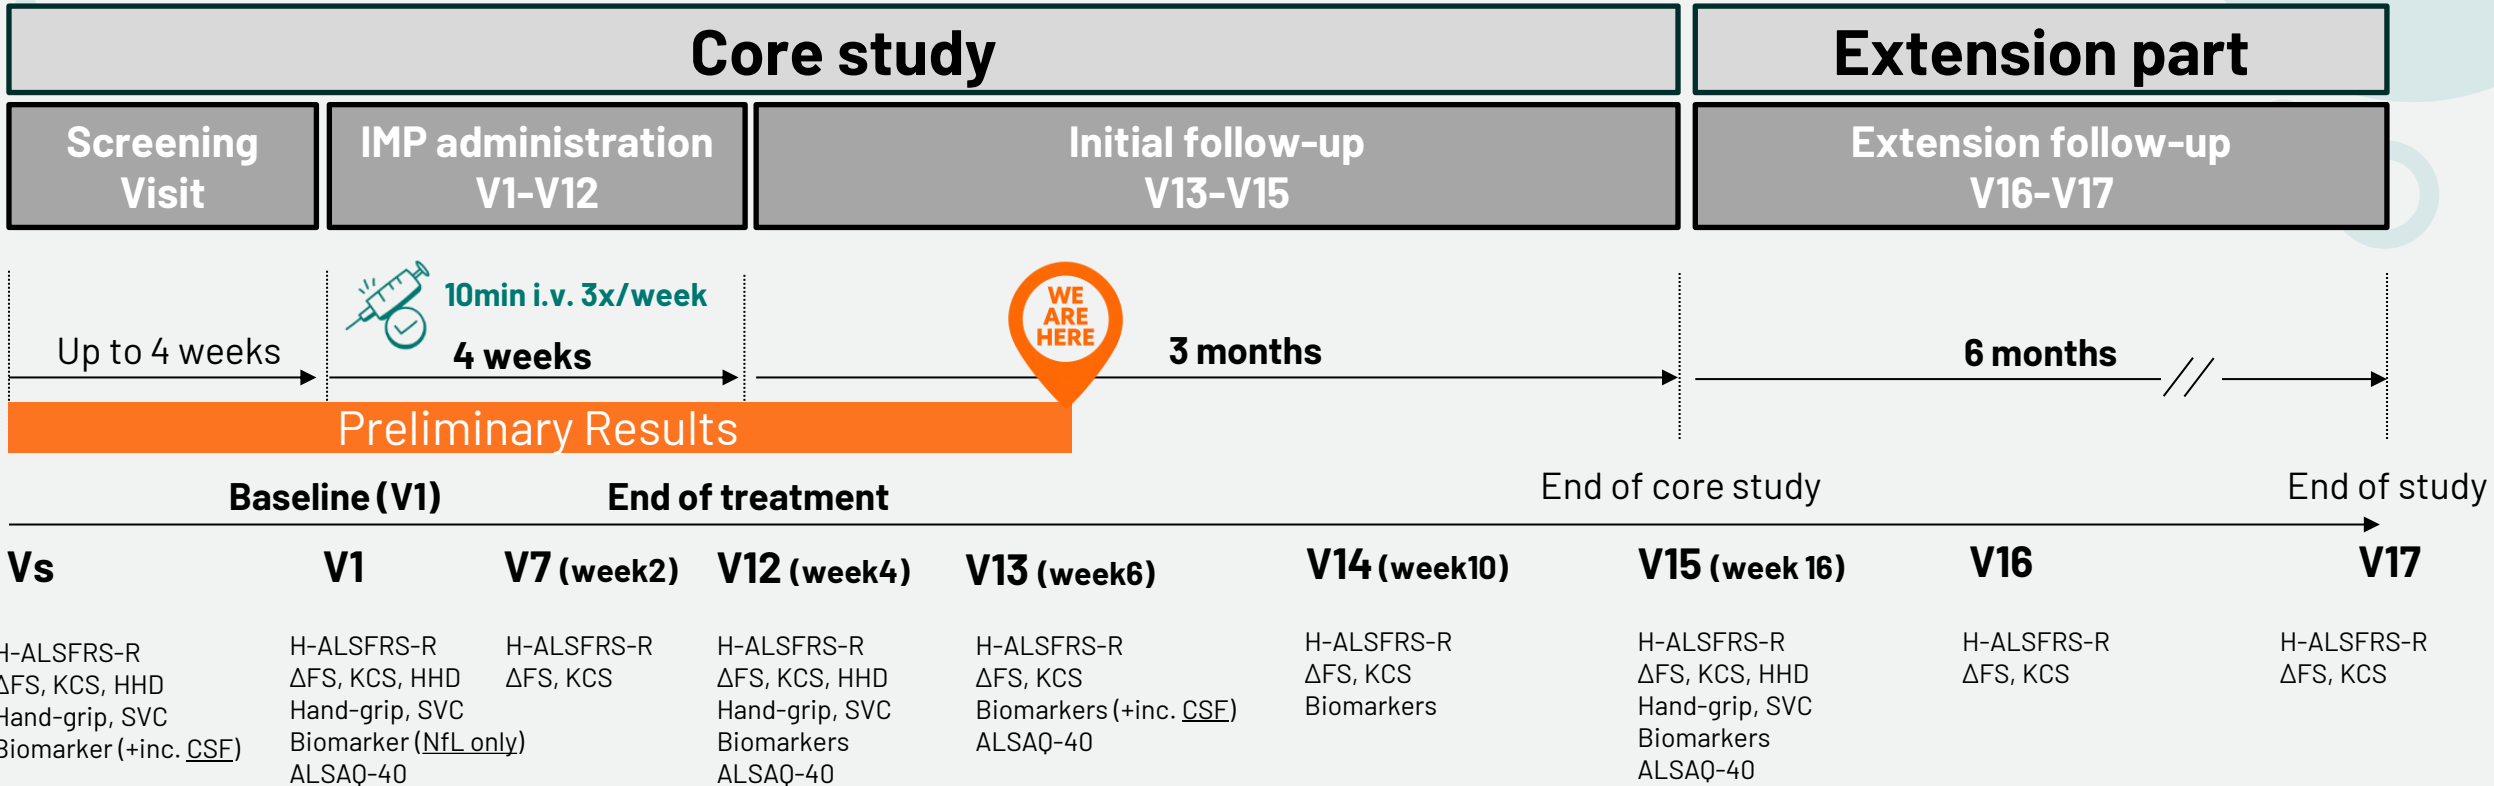 Core study
Extension part
Screening
Visit
IMP administration
V1-V12
Initial follow-up
V13-V15
Extension follow-up
V16-V17
10min i.v. 3x/week
Up to 4 weeks
4 weeks
WE
ARE
HERE
3 months
6 months
Preliminary Results
Baseline (V1)
End of treatment
End of core study
End of study
Vs
V1
V7 (week2)
V12 (week4)
V13 (week6)
V14 (week10)
V15 (week 16)
V16
V17
H-ALSFRS-R
ΔFS, KCS, HHD
Hand-grip, SVC
Biomarker (+inc. CSF)
H-ALSFRS-R
ΔFS, KCS, HHD
Hand-grip, SVC
Biomarker (NfL only)
ALSAQ-40
H-ALSFRS-R
ΔFS, KCS
H-ALSFRS-R
ΔFS, KCS, HHD
Hand-grip, SVC
Biomarkers
ALSAQ-40
H-ALSFRS-R
ΔFS, KCS
Biomarkers (+inc. CSF)
ALSAQ-40
H-ALSFRS-R
ΔFS, KCS
Biomarkers
H-ALSFRS-R
ΔFS, KCS, HHD
Hand-grip, SVC
Biomarkers
ALSAQ-40
H-ALSFRS-R
ΔFS, KCS
H-ALSFRS-R
ΔFS, KCS